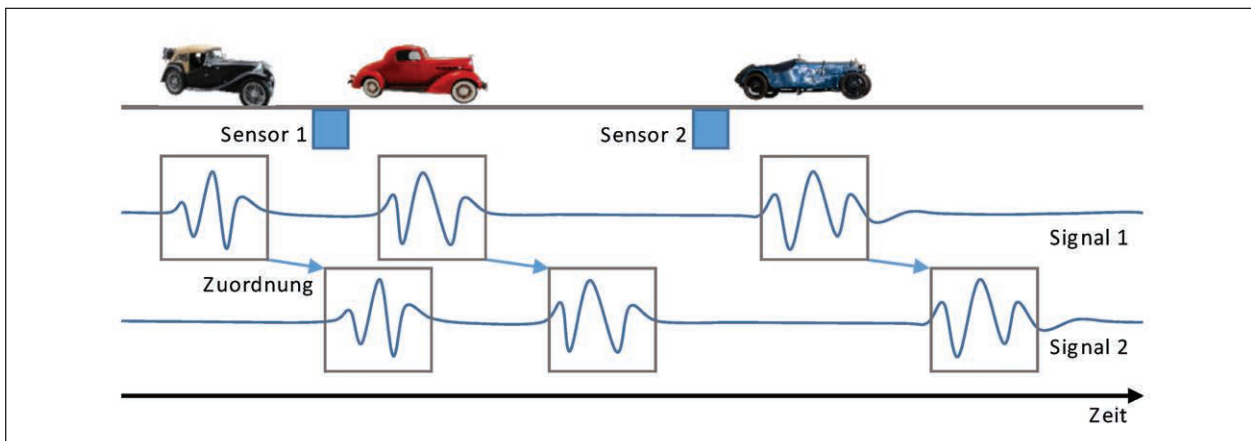 Sensor 1
Sensor 2
Signal 1
Zuordnung
Signal 2
Zeit